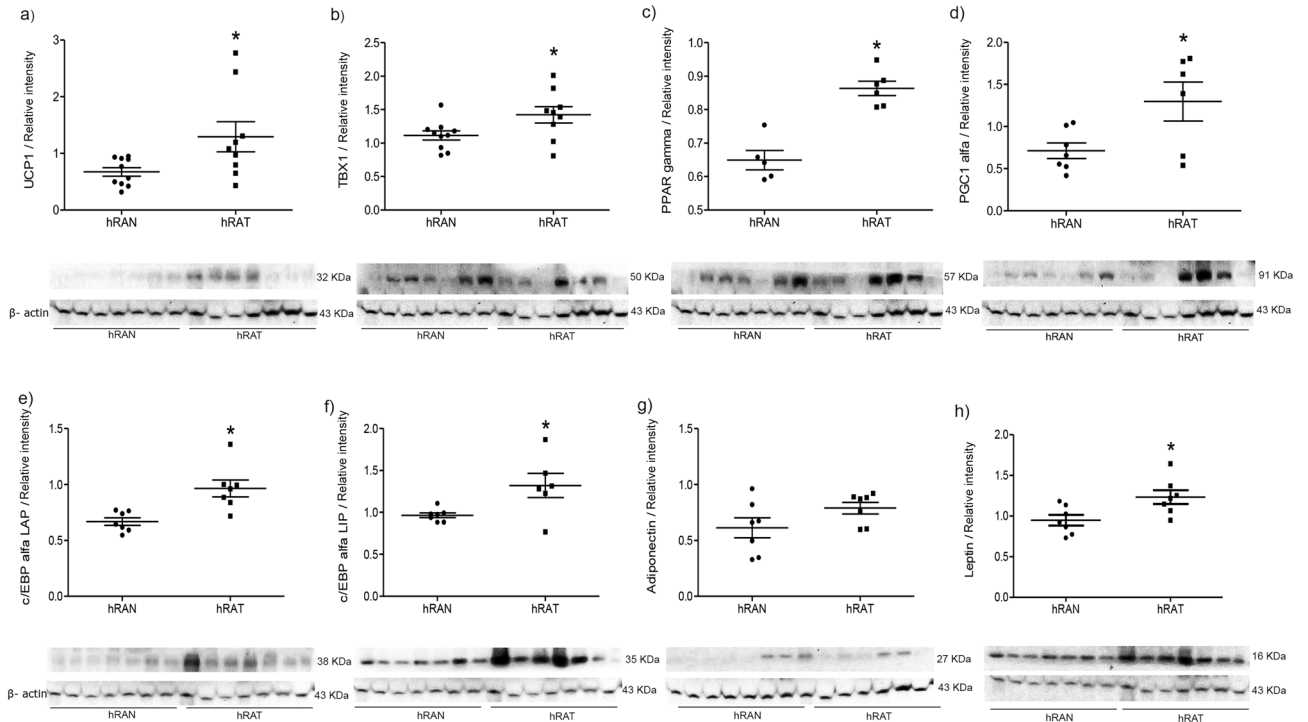 a)
UCP1 / Relative intensity
3
2
1
0
*
hRAN
hRAT
32 KDa
β- actin
43 KDa
hRAN
hRAT
b)
TBX1 / Relative intensity
2.5
2.0
1.5
1.0
0.5
0.0
*
hRAN
hRAT
50 KDa
43 KDa
hRAN
hRAT
c)
PPAR gamma / Relative intensity
1.0
0.9
0.8
0.7
0.6
0.5
*
hRAN
hRAT
57 KDa
43 KDa
hRAN
hRAT
d)
PGC1 alfa / Relative intensity
2.0
1.5
1.0
0.5
0.0
*
hRAN
hRAT
91 KDa
43 KDa
hRAN
hRAT
e)
c/EBP alfa LAP / Relative intensity
1.5
1.0
0.5
0.0
*
hRAN
hRAT
38 KDa
β- actin
43 KDa
hRAN
hRAT
f)
c/EBP alfa LIP / Relative intensity
2.0
1.5
1.0
0.5
0.0
*
hRAN
hRAT
35 KDa
43 KDa
hRAN
hRAT
g)
Adiponectin / Relative intensity
1.5
1.0
0.5
0.0
hRAN
hRAT
27 KDa
43 KDa
hRAN
hRAT
h)
Leptin / Relative intensity
2.0
1.5
1.0
0.5
0.0
*
hRAN
hRAT
16 KDa
43 KDa
hRAN
hRAT